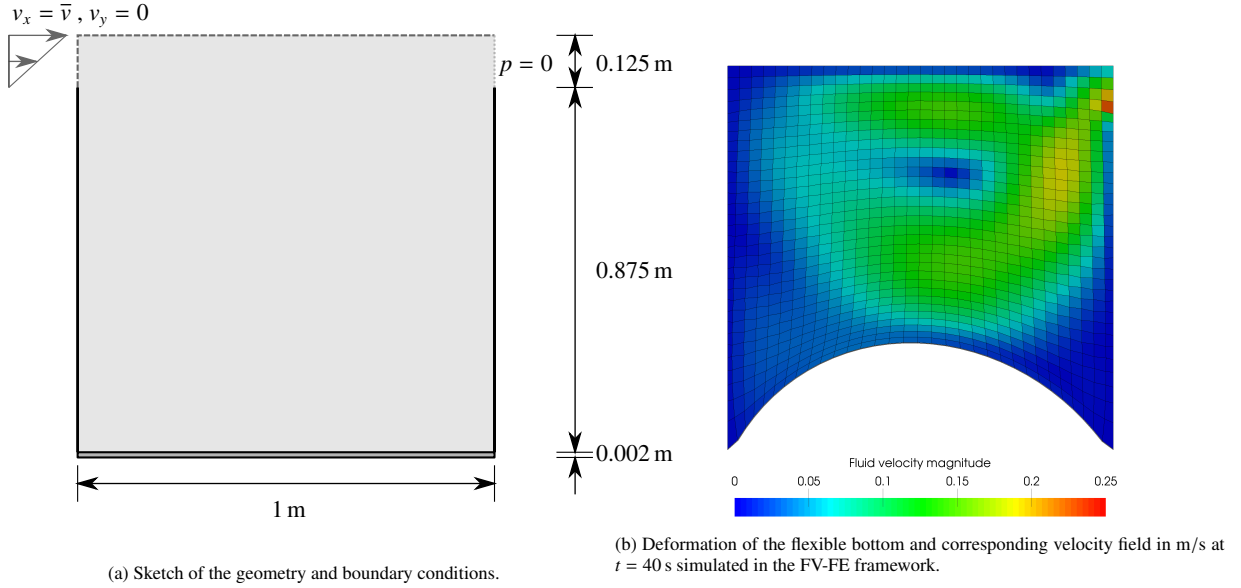 v̅ₓ = v̅ , v_y = 0
p = 0
0.125 m
0.875 m
0.002 m
1 m
(a) Sketch of the geometry and boundary conditions.
Fluid velocity magnitude
0 0.05 0.1 0.15 0.2 0.25
(b) Deformation of the flexible bottom and corresponding velocity field in m/s at
t = 40 s simulated in the FV-FE framework.